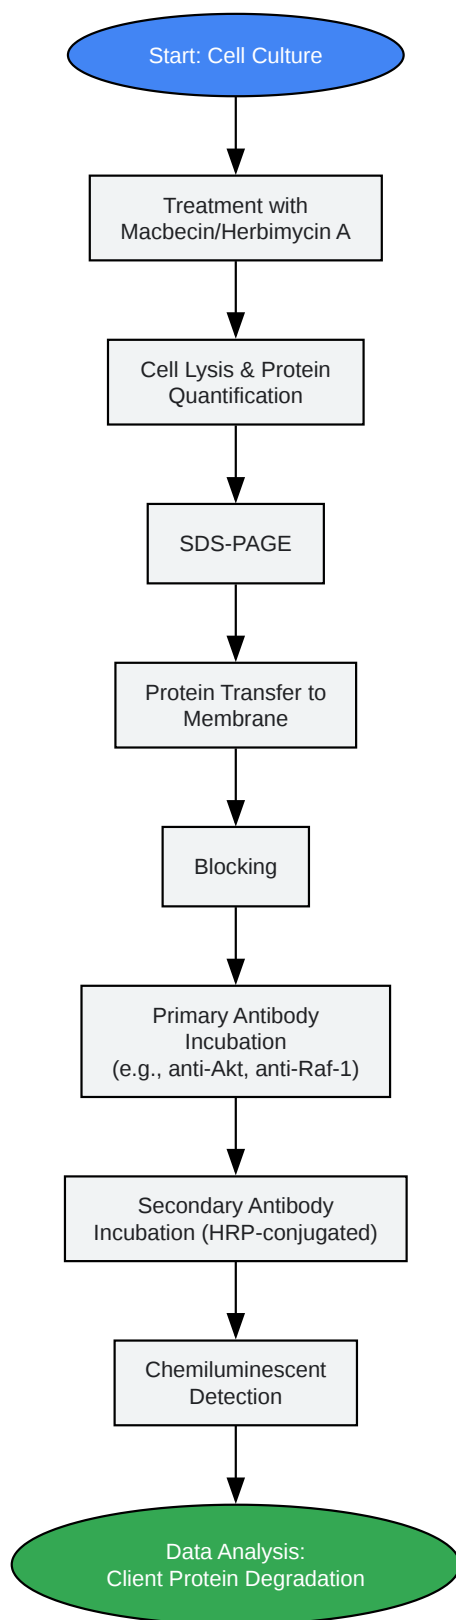 Start: Cell Culture
Treatment with
Macbecin/Herbimycin A
Cell Lysis & Protein
Quantification
SDS-PAGE
Protein Transfer to
Membrane
Blocking
Primary Antibody
Incubation
(e.g., anti-Akt, anti-Raf-1)
Secondary Antibody
Incubation (HRP-conjugated)
Chemiluminescent
Detection
Data Analysis:
Client Protein Degradation